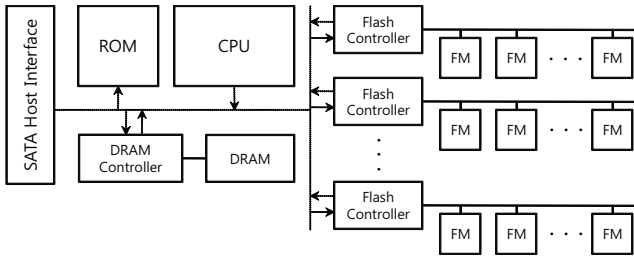 SATA Host Interface
ROM
CPU
DRAM
Controller
DRAM
Flash
Controller
FM
FM
· · ·
FM
Flash
Controller
FM
FM
· · ·
FM
· · ·
Flash
Controller
FM
FM
· · ·
FM